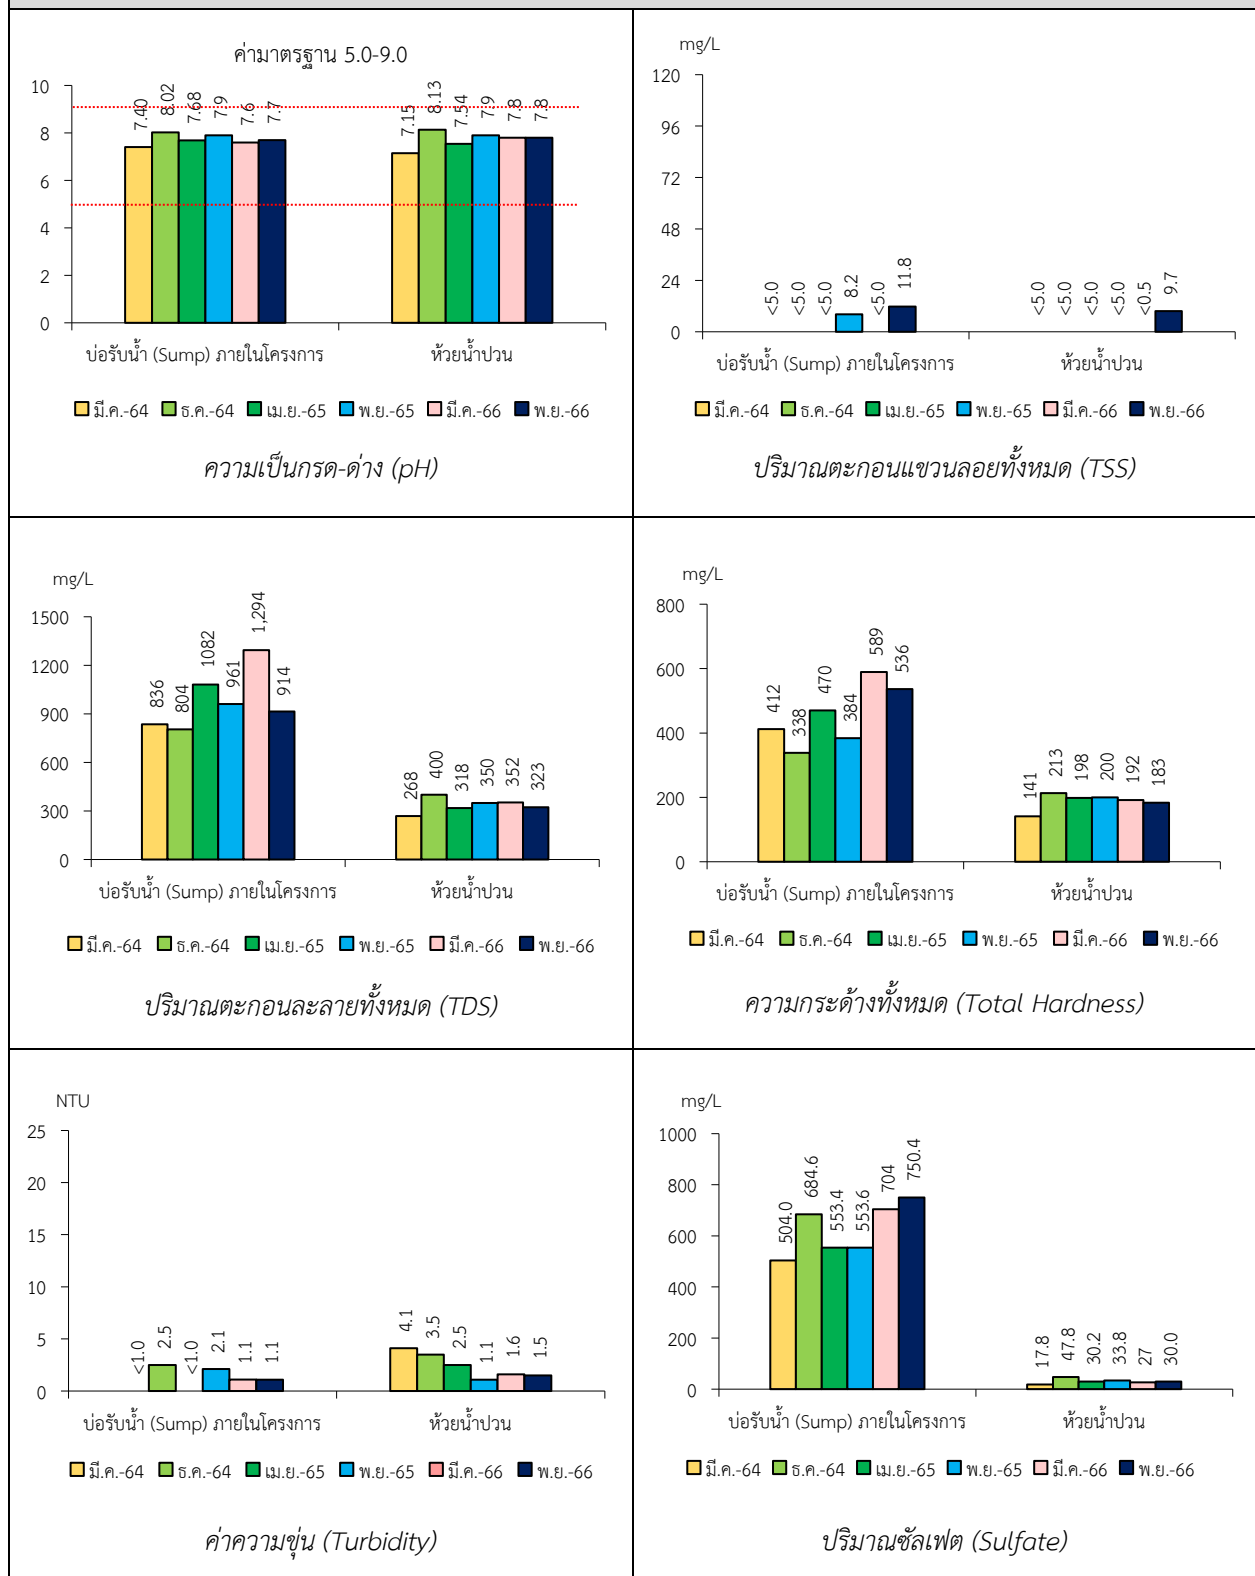 ค่ามาตรฐาน 5.0-9.0
10
8
6
4
2
0
7.40 8.02 7.68 7.9 7.6 7.7 7.15 8.13 7.54 7.9 7.8 7.8
บ่อรับน้ำ (Sump) ภายในโครงการ ห้วยน้ำปวน
มี.ค.-64 ธ.ค.-64 เม.ย.-65 พ.ย.-65 มี.ค.-66 พ.ย.-66
ความเป็นกรด-ด่าง (pH)
mg/L
120
96
72
48
24
0
<5.0 <5.0 <5.0 8.2 <5.0 11.8 <5.0 <5.0 <5.0 <5.0 <0.5 9.7
บ่อรับน้ำ (Sump) ภายในโครงการ ห้วยน้ำปวน
มี.ค.-64 ธ.ค.-64 เม.ย.-65 พ.ย.-65 มี.ค.-66 พ.ย.-66
ปริมาณตะกอนแขวนลอยทั้งหมด (TSS)
mg/L
1500
1200
900
600
300
0
836 804 1082 961 1,294 914 268 400 318 350 352 323
บ่อรับน้ำ (Sump) ภายในโครงการ ห้วยน้ำปวน
มี.ค.-64 ธ.ค.-64 เม.ย.-65 พ.ย.-65 มี.ค.-66 พ.ย.-66
ปริมาณตะกอนละลายทั้งหมด (TDS)
mg/L
800
600
400
200
0
412 338 470 384 589 536 141 213 198 200 192 183
บ่อรับน้ำ (Sump) ภายในโครงการ ห้วยน้ำปวน
มี.ค.-64 ธ.ค.-64 เม.ย.-65 พ.ย.-65 มี.ค.-66 พ.ย.-66
ความกระด้างทั้งหมด (Total Hardness)
NTU
25
20
15
10
5
0
<1.0 2.5 <1.0 2.1 1.1 1.1 4.1 3.5 2.5 1.1 1.6 1.5
บ่อรับน้ำ (Sump) ภายในโครงการ ห้วยน้ำปวน
มี.ค.-64 ธ.ค.-64 เม.ย.-65 พ.ย.-65 มี.ค.-66 พ.ย.-66
ค่าความขุ่น (Turbidity)
mg/L
1000
800
600
400
200
0
504.0 684.6 553.4 553.6 704 750.4 17.8 47.8 30.2 33.8 27 30.0
บ่อรับน้ำ (Sump) ภายในโครงการ ห้วยน้ำปวน
มี.ค.-64 ธ.ค.-64 เม.ย.-65 พ.ย.-65 มี.ค.-66 พ.ย.-66
ปริมาณซัลเฟต (Sulfate)